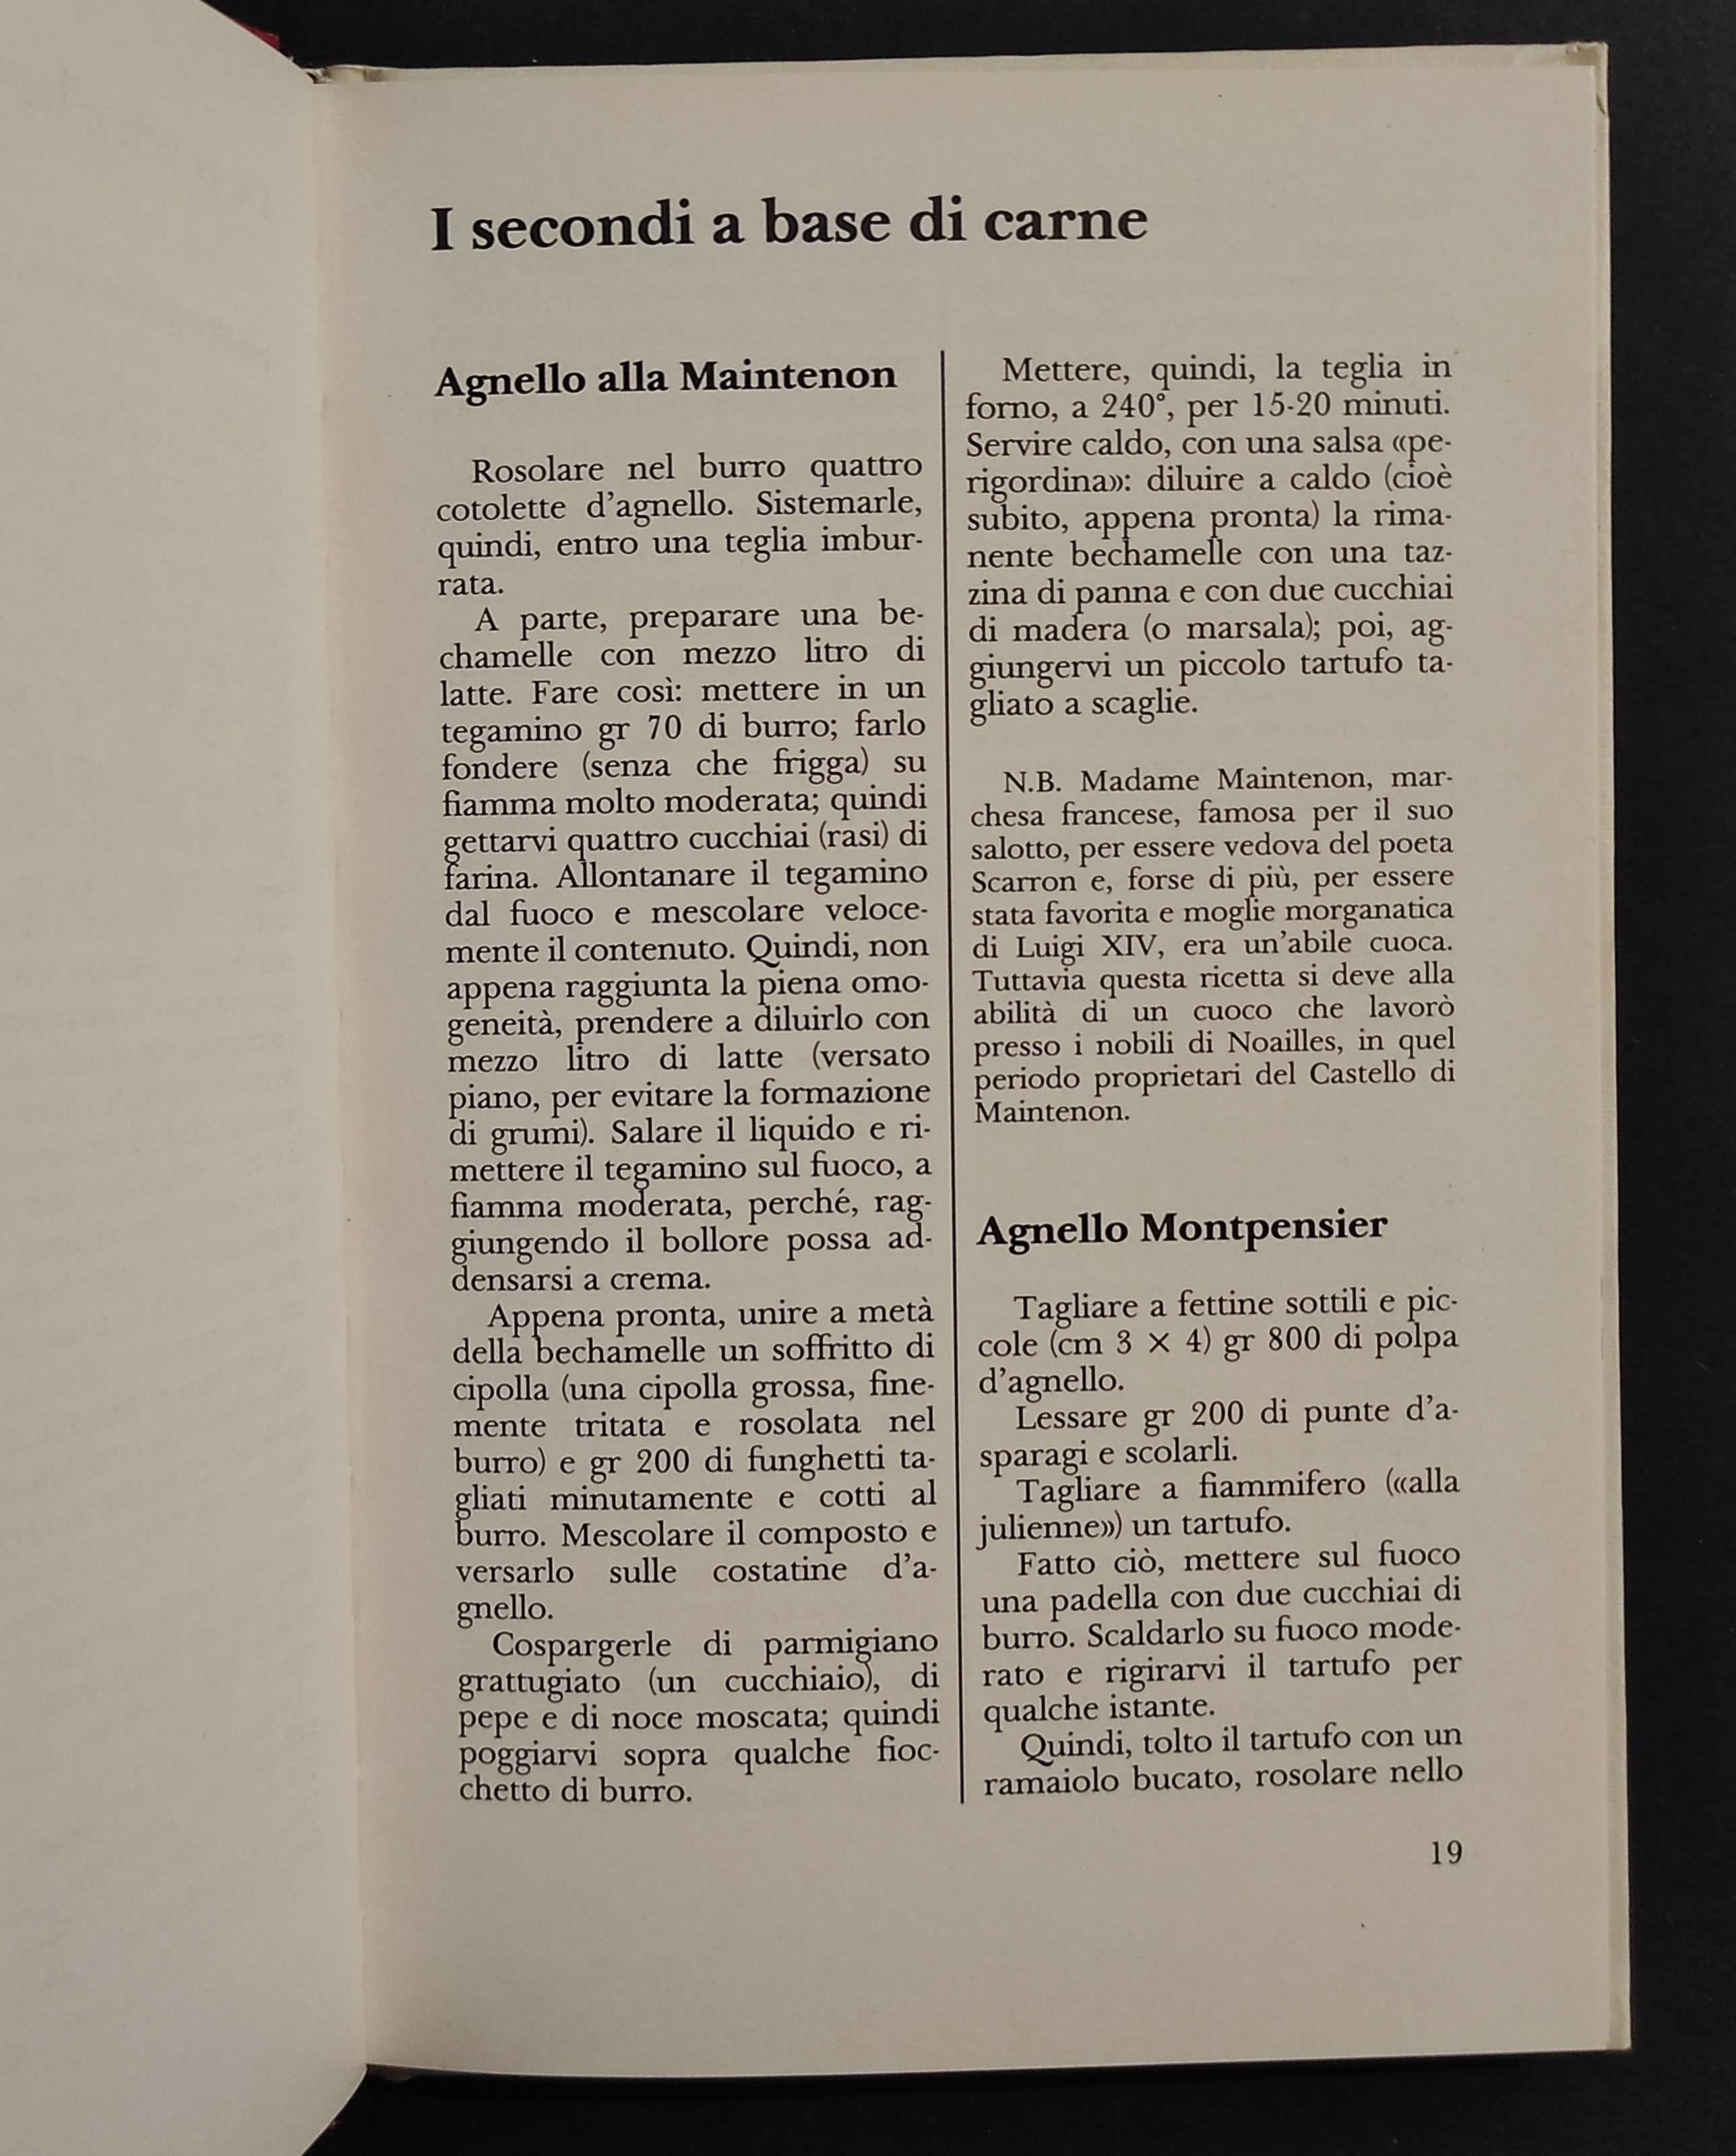 I secondi a base di carne
Agnello alla Maintenon
Rosolare nel burro quattro
cotolette d'agnello. Sistemarle,
quindi, entro una teglia imbur-
rata.
A parte, preparare una be-
chamelle con mezzo litro di
latte. Fare così: mettere in un
tegamino gr 70 di burro; farlo
fondere (senza che frigga) su
fiamma molto moderata; quindi
gettarvi quattro cucchiai (rasi) di
farina. Allontanare il tegamino
dal fuoco e mescolare veloce-
mente il contenuto. Quindi, non
appena raggiunta la piena omo-
geneità, prendere a diluirlo con
mezzo litro di latte (versato
piano, per evitare la formazione
di grumi). Salare il liquido e ri-
mettere il tegamino sul fuoco, a
fiamma moderata, perché, rag-
giungendo il bollore possa ad-
densarsi a crema.
Appena pronta, unire a metà
della bechamelle un soffritto di
cipolla (una cipolla grossa, fine-
mente tritata e rosolata nel
burro) e gr 200 di funghetti ta-
gliati minutamente e cotti al
burro. Mescolare il composto e
versarlo sulle costatine d'a-
gnello.
Cospargerle di parmigiano
grattugiato (un cucchiaio), di
pepe e di noce moscata; quindi
poggiarvi sopra qualche fioc-
chetto di burro.
Mettere, quindi, la teglia in
forno, a 240°, per 15-20 minuti.
Servire caldo, con una salsa «pe-
rigordina»: diluire a caldo (cioè
subito, appena pronta) la rima-
nente bechamelle con una taz-
zina di panna e con due cucchiai
di madera (o marsala); poi, ag-
giungervi un piccolo tartufo ta-
gliato a scaglie.
N.B. Madame Maintenon, mar-
chesa francese, famosa per il suo
salotto, per essere vedova del poeta
Scarron e, forse di più, per essere
stata favorita e moglie morganatica
di Luigi XIV, era un'abile cuoca.
Tuttavia questa ricetta si deve alla
abilità di un cuoco che lavorò
presso i nobili di Noailles, in quel
periodo proprietari del Castello di
Maintenon.
Agnello Montpensier
Tagliare a fettine sottili e pic-
cole (cm 3 × 4) gr 800 di polpa
d'agnello.
Lessare gr 200 di punte d'a-
sparagi e scolarli.
Tagliare a fiammifero («alla
julienne») un tartufo.
Fatto ciò, mettere sul fuoco
una padella con due cucchiai di
burro. Scaldarlo su fuoco mode-
rato e rigirarvi il tartufo per
qualche istante.
Quindi, tolto il tartufo con un
ramaiolo bucato, rosolare nello
19